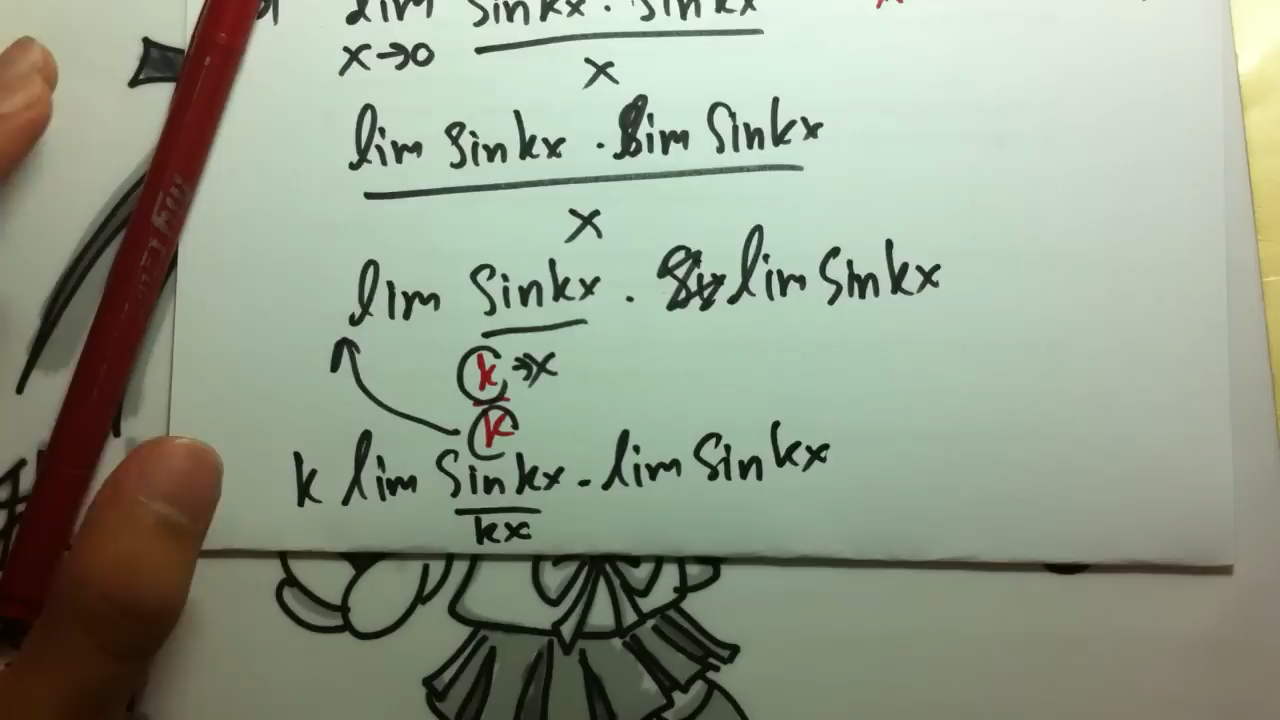 lim sinkx · sinkx
x→0
x
lim sinkx · lim sinkx
x
lim sinkx · lim sinkx
k → x
k
k lim sinkx · lim sinkx
kx